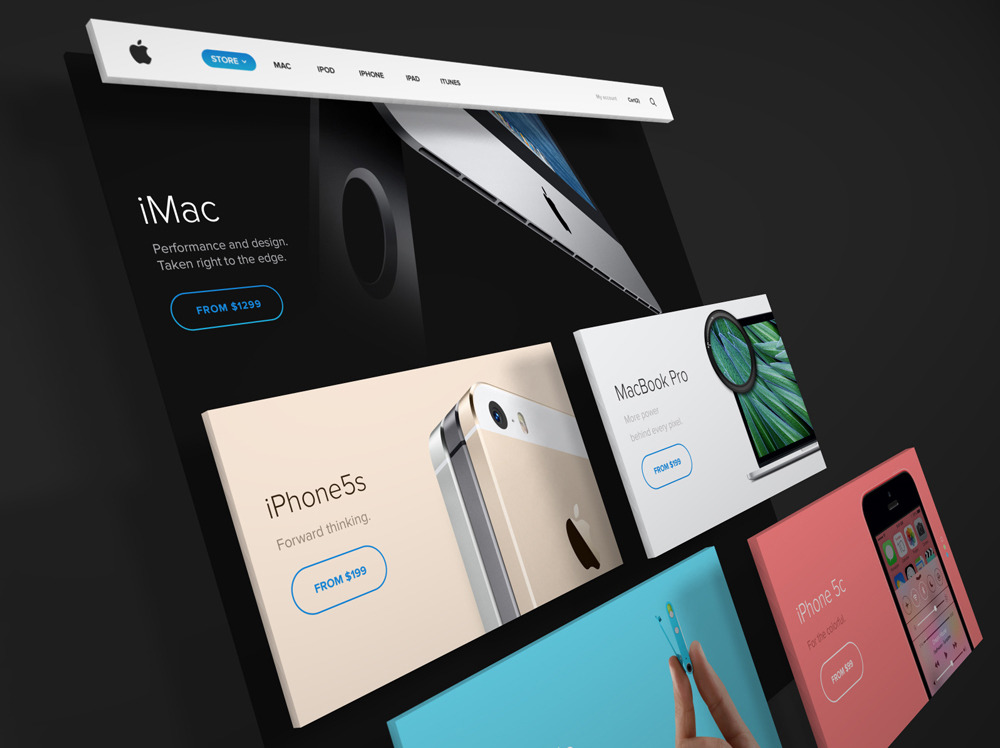 STORE
MAC
IPOD
IPHONE
IPAD
ITUNES
My account
Cart(2)
iMac
Performance and design.
Taken right to the edge.
FROM $1299
MacBook Pro
More power
behind every pixel.
FROM $199
iPhone5s
Forward thinking.
FROM $199
iPhone 5c
For the colorful.
FROM $99